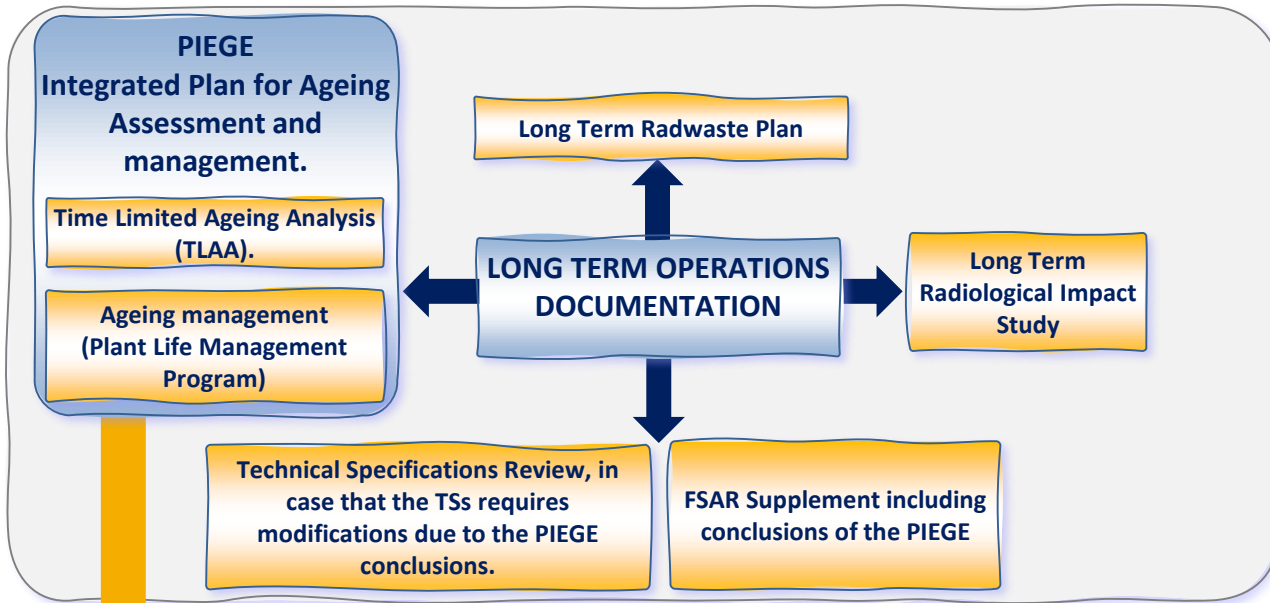 PIEGE
Integrated Plan for Ageing
Assessment and
management.
Time Limited Ageing Analysis
(TLAA).
Ageing management
(Plant Life Management
Program)
Long Term Radwaste Plan
LONG TERM OPERATIONS
DOCUMENTATION
Long Term
Radiological Impact
Study
Technical Specifications Review, in
case that the TSs requires
modifications due to the PIEGE
conclusions.
FSAR Supplement including
conclusions of the PIEGE